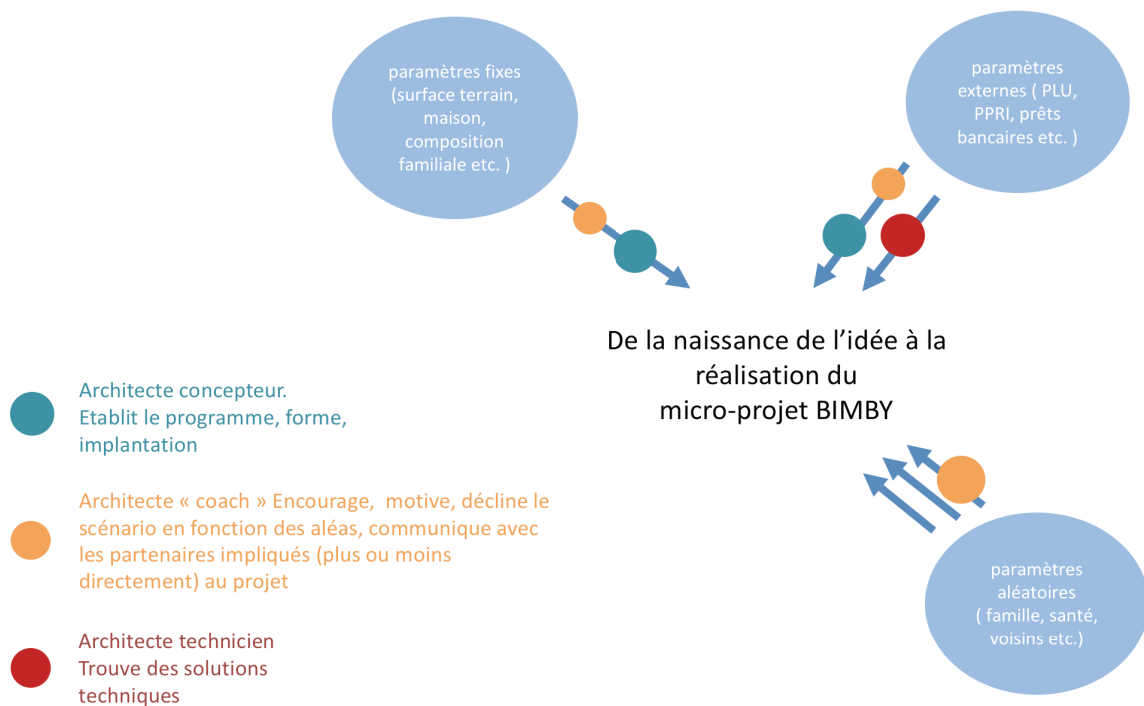 paramètres fixes
(surface terrain,
maison,
composition
familiale etc. )
paramètres
externes ( PLU,
PPRI, prêts
bancaires etc. )
De la naissance de l’idée à la
réalisation du
micro-projet BIMBY
Architecte concepteur.
Etablit le programme, forme,
implantation
Architecte « coach » Encourage, motive, décline le
scénario en fonction des aléas, communique avec
les partenaires impliqués (plus ou moins
directement) au projet
Architecte technicien
Trouve des solutions
techniques
paramètres
aléatoires
( famille, santé,
voisins etc.)